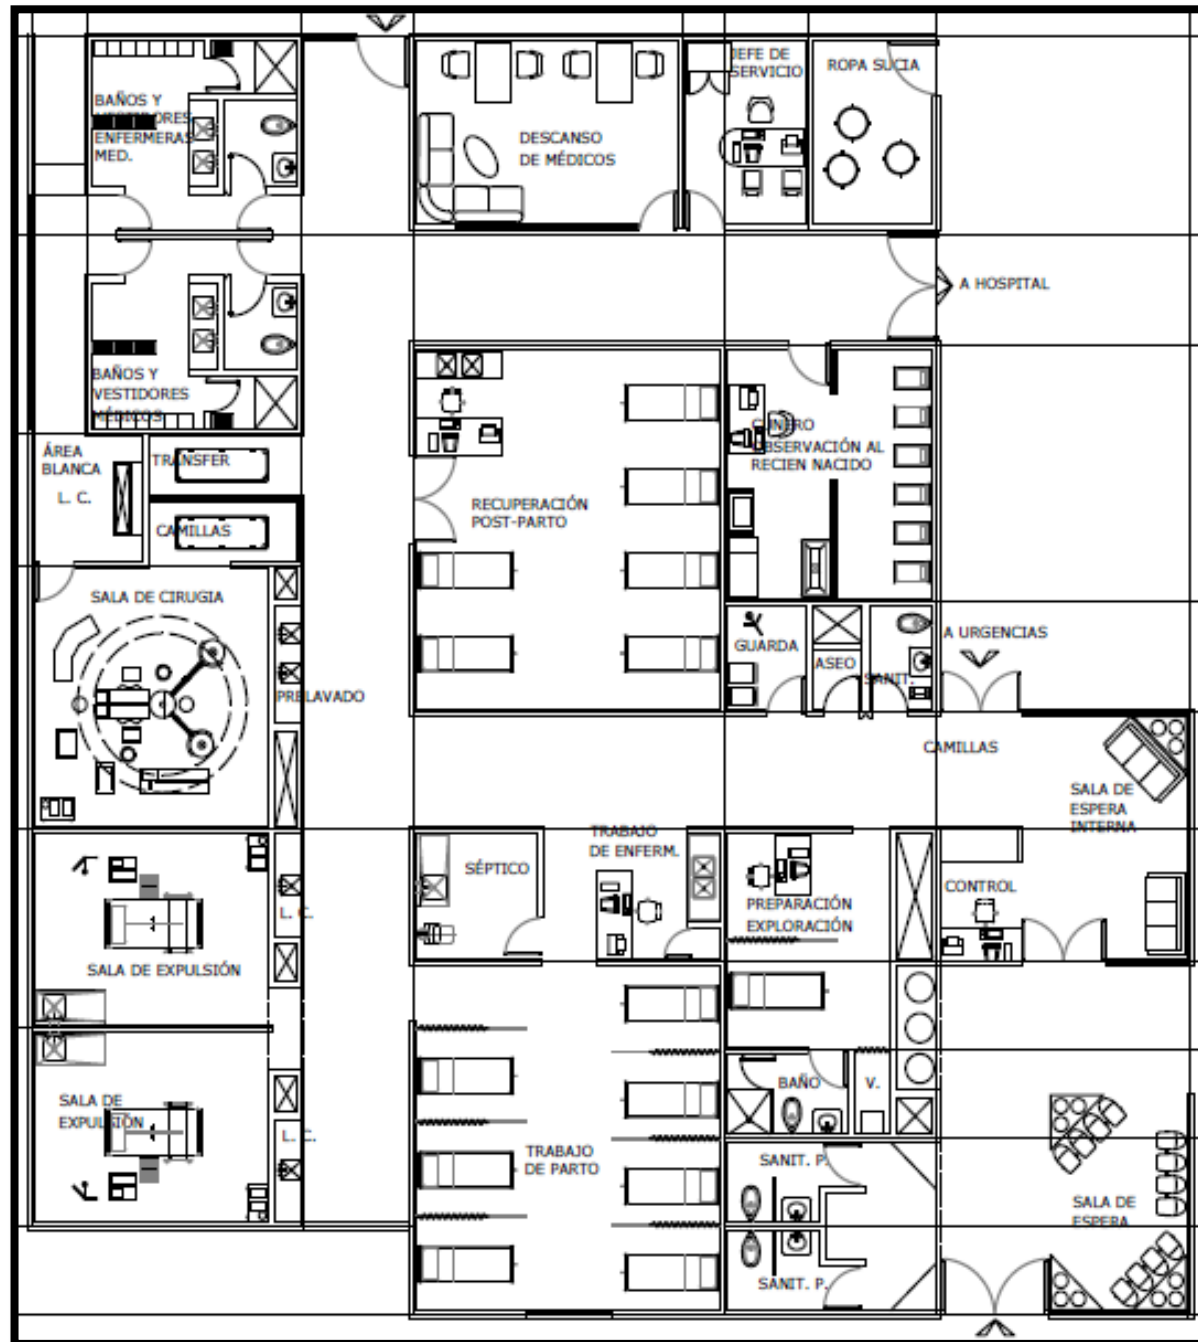 BAÑOS Y
VESTIDORES
ENFERMERAS
MED.
DESCANSO
DE MÉDICOS
JEFE DE
SERVICIO
ROPA SUCIA
A HOSPITAL
BAÑOS Y
VESTIDORES
MÉDICOS
ÁREA
BLANCA
L. C.
TRANSFER
CAMILLAS
RECUPERACIÓN
POST-PARTO
CUNERO
OBSERVACIÓN AL
RECIEN NACIDO
SALA DE CIRUGIA
PRELAVADO
GUARDA
ASEO
SANIT.
A URGENCIAS
CAMILLAS
SALA DE
ESPERA
INTERNA
SÉPTICO
TRABAJO
DE ENFERM.
PREPARACIÓN
EXPLORACIÓN
CONTROL
L. C.
SALA DE EXPULSIÓN
SALA DE
EXPULSIÓN
L. C.
TRABAJO
DE PARTO
BAÑO
V.
SANIT. P.
SANIT. P.
SALA DE
ESPERA